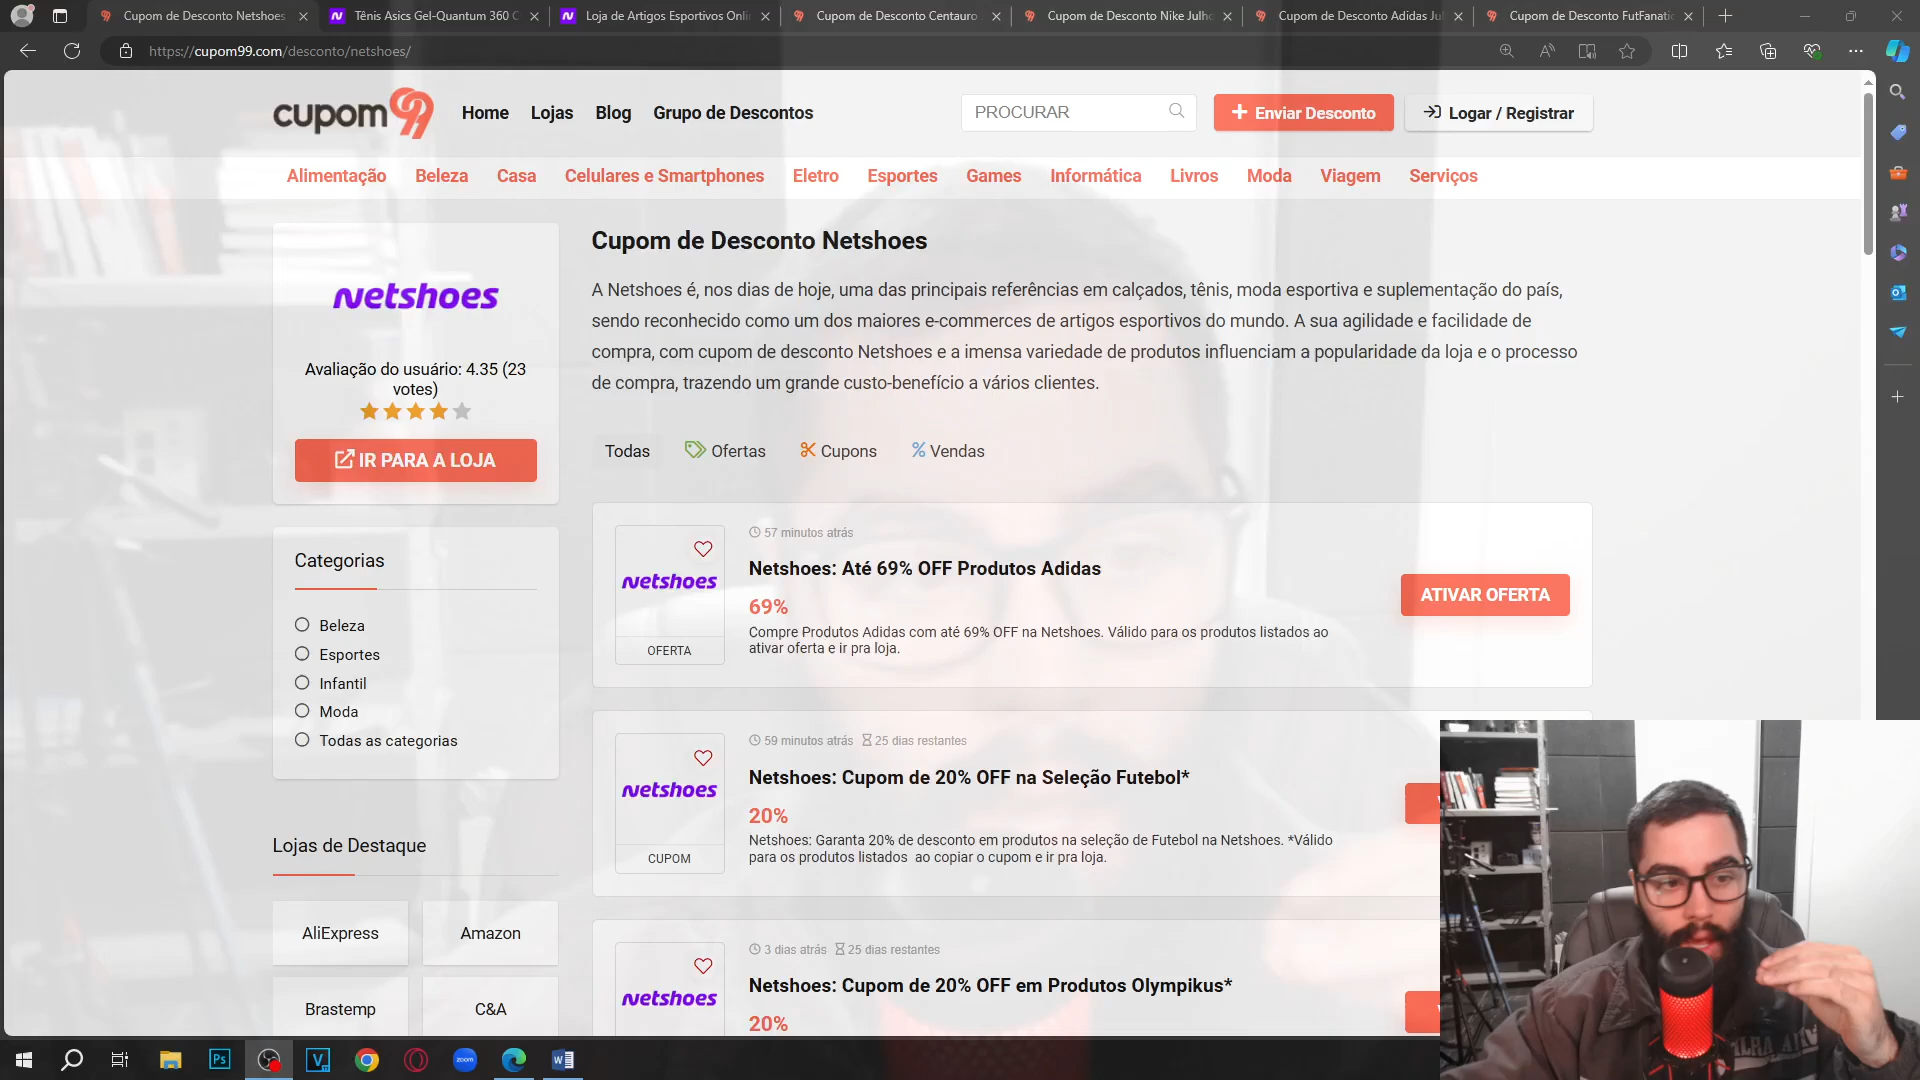 Cupom de Desconto Netshoes
Tênis Asics Gel-Quantum 360
Loja de Artigos Esportivos Onli
Cupom de Desconto Centauro
Cupom de Desconto Nike Julho
Cupom de Desconto Adidas Jul
Cupom de Desconto FutFanatic
https://cupom99.com/desconto/netshoes/
cupom99
Home
Lojas
Blog
Grupo de Descontos
PROCURAR
Enviar Desconto
Logar / Registrar
Alimentação
Beleza
Casa
Celulares e Smartphones
Eletro
Esportes
Games
Informática
Livros
Moda
Viagem
Serviços
netshoes
Avaliação do usuário: 4.35 (23
votes)
IR PARA A LOJA
Categorias
Beleza
Esportes
Infantil
Moda
Todas as categorias
Lojas de Destaque
AliExpress
Amazon
Brastemp
C&A
Cupom de Desconto Netshoes
A Netshoes é, nos dias de hoje, uma das principais referências em calçados, tênis, moda esportiva e suplementação do país,
sendo reconhecido como um dos maiores e-commerces de artigos esportivos do mundo. A sua agilidade e facilidade de
compra, com cupom de desconto Netshoes e a imensa variedade de produtos influenciam a popularidade da loja e o processo
de compra, trazendo um grande custo-benefício a vários clientes.
Todas
Ofertas
Cupons
Vendas
netshoes
OFERTA
57 minutos atrás
Netshoes: Até 69% OFF Produtos Adidas
69%
Compre Produtos Adidas com até 69% OFF na Netshoes. Válido para os produtos listados ao
ativar oferta e ir pra loja.
ATIVAR OFERTA
netshoes
CUPOM
59 minutos atrás 25 dias restantes
Netshoes: Cupom de 20% OFF na Seleção Futebol*
20%
Netshoes: Garanta 20% de desconto em produtos na seleção de Futebol na Netshoes. *Válido
para os produtos listados ao copiar o cupom e ir pra loja.
netshoes
3 dias atrás 25 dias restantes
Netshoes: Cupom de 20% OFF em Produtos Olympikus*
20%
Ps
V
zoom
W